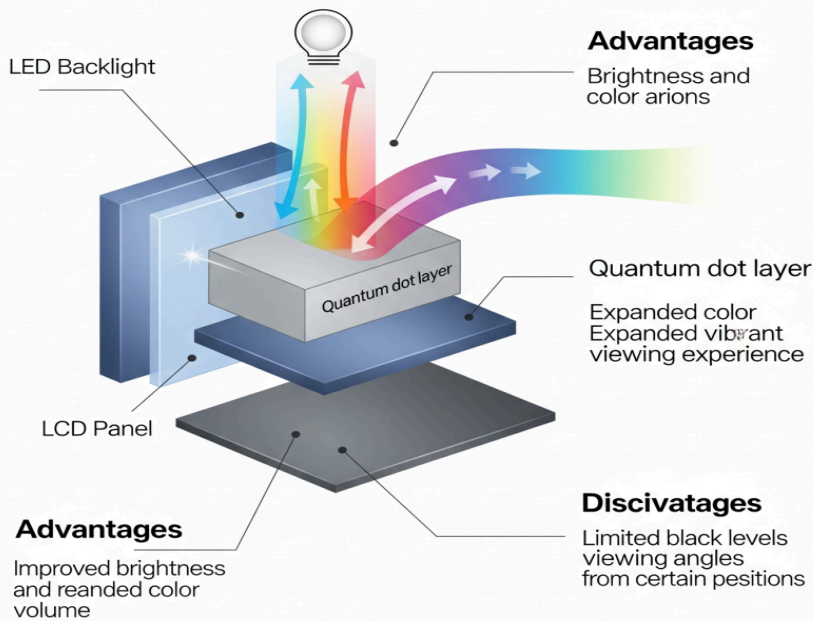 LED Backlight
Advantages
Brightness and
color arions
Quantum dot layer
Quantum dot layer
Expanded color
Expanded vibrant
viewing experience
LCD Panel
Advantages
Improved brightness
and reanded color
volume
Discivatages
Limited black levels
viewing angles
from certain pesitions